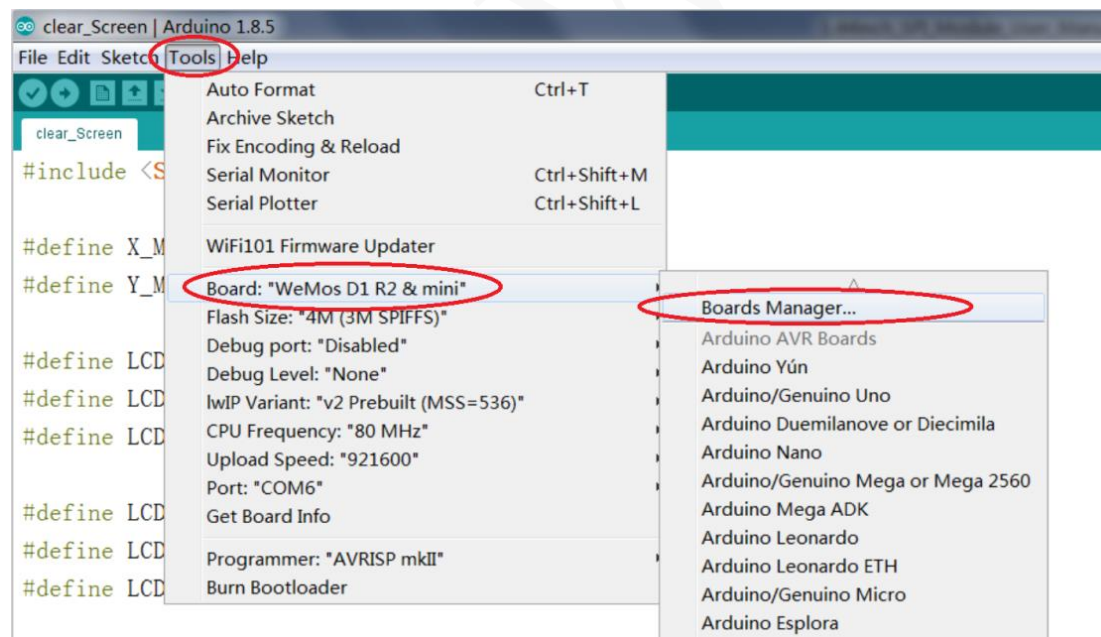 clear_Screen | Arduino 1.8.5
File Edit Sketch Tools Help
clear_Screen
#include <S
#define X_M
#define Y_M
#define LCD
#define LCD
#define LCD
#define LCD
#define LCD
#define LCD
Auto Format Ctrl+T
Archive Sketch
Fix Encoding & Reload
Serial Monitor Ctrl+Shift+M
Serial Plotter Ctrl+Shift+L
WiFi101 Firmware Updater
Board: "WeMos D1 R2 & mini"
Flash Size: "4M (3M SPIFFS)"
Debug port: "Disabled"
Debug Level: "None"
lwIP Variant: "v2 Prebuilt (MSS=536)"
CPU Frequency: "80 MHz"
Upload Speed: "921600"
Port: "COM6"
Get Board Info
Programmer: "AVRISP mkII"
Burn Bootloader
Boards Manager...
Arduino AVR Boards
Arduino Yún
Arduino/Genuino Uno
Arduino Duemilanove or Diecimila
Arduino Nano
Arduino/Genuino Mega or Mega 2560
Arduino Mega ADK
Arduino Leonardo
Arduino Leonardo ETH
Arduino/Genuino Micro
Arduino Esplora